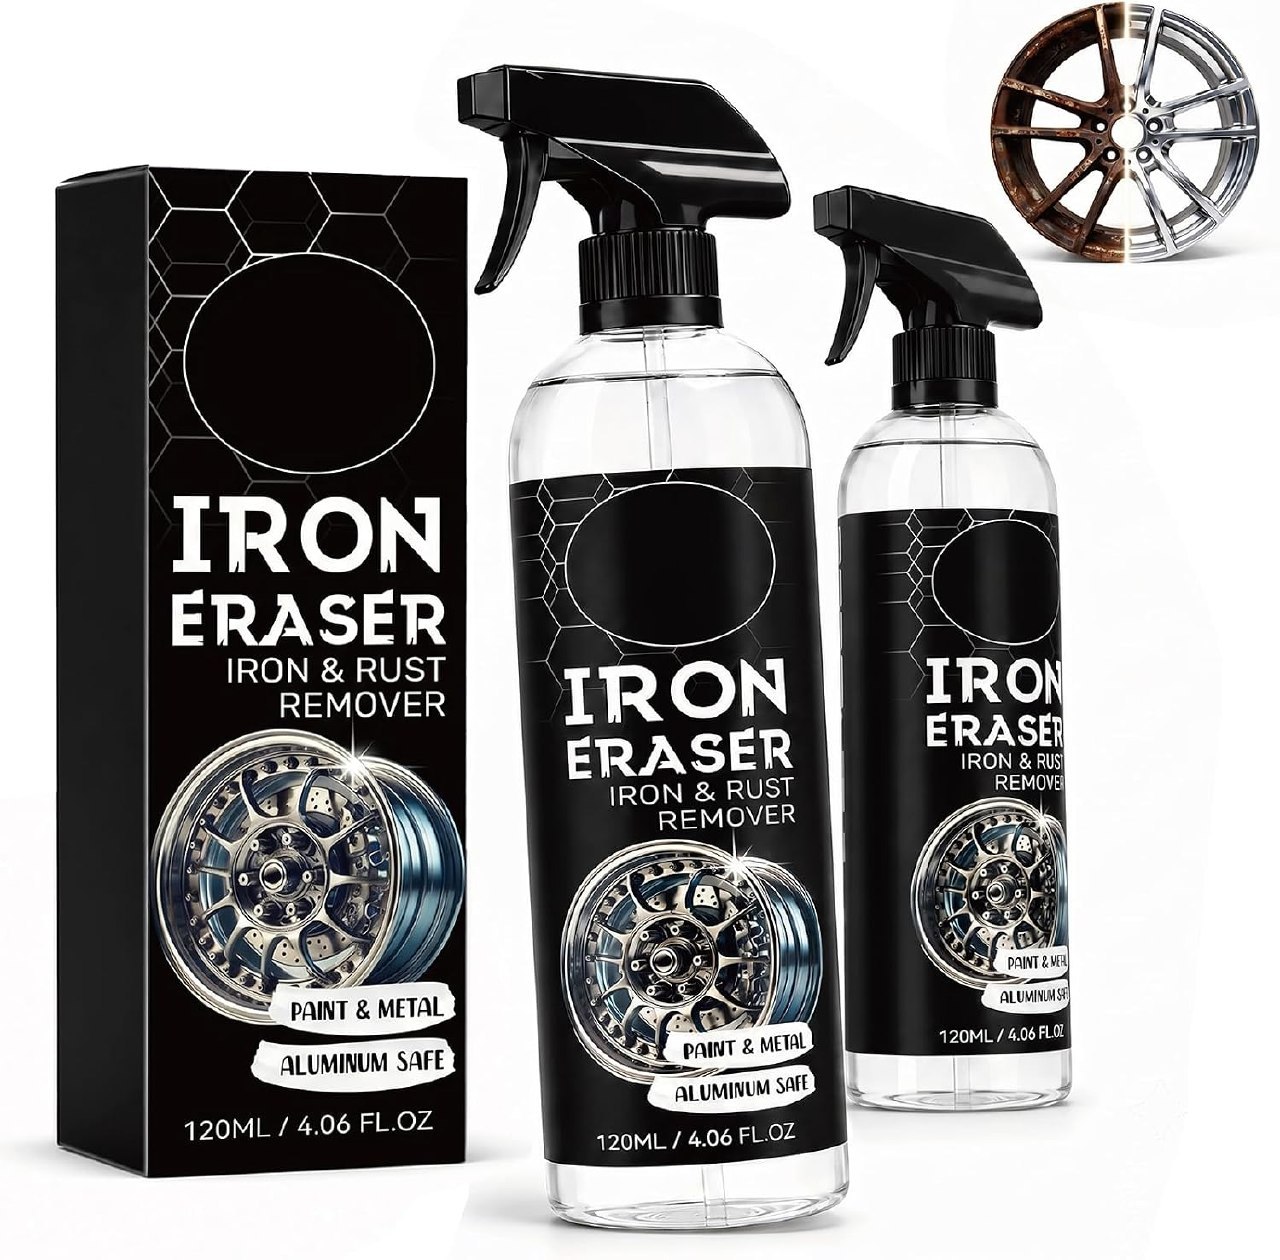 IRON
ERASER
IRON & RUST
REMOVER
PAINT & METAL
ALUMINUM SAFE
120ML / 4.06 FL.OZ
IRON
ERASER
IRON & RUST
REMOVER
PAINT & METAL
ALUMINUM SAFE
120ML / 4.06 FL.OZ
IRON
ERASER
IRON & RUST
REMOVER
PAINT & METAL
ALUMINUM SAFE
120ML / 4.06 FL.OZ